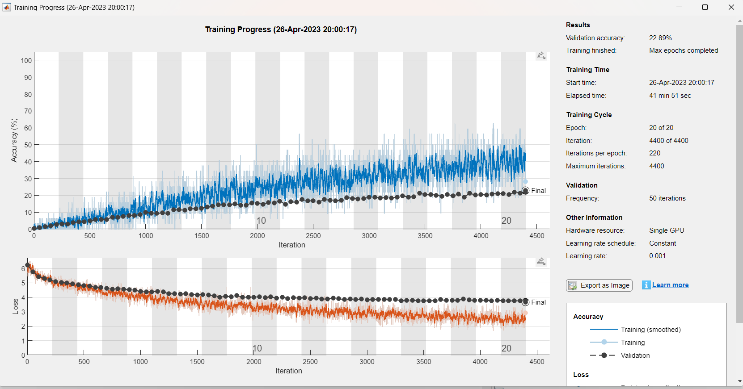 Training Progress (26-Apr-2023 20:00:17)
Training Progress (26-Apr-2023 20:00:17)
100
90
80
70
60
50
40
30
20
10
0
Accuracy (%)
Final
10
20
0 500 1000 1500 2000 2500 3000 3500 4000 4500
Iteration
6
5
4
3
2
1
0
Loss
Final
10
20
0 500 1000 1500 2000 2500 3000 3500 4000 4500
Iteration
Results
Validation accuracy: 22.89%
Training finished: Max epochs completed
Training Time
Start time: 26-Apr-2023 20:00:17
Elapsed time: 41 min 51 sec
Training Cycle
Epoch: 20 of 20
Iteration: 4400 of 4400
Iterations per epoch: 220
Maximum iterations: 4400
Validation
Frequency: 50 iterations
Other Information
Hardware resource: Single GPU
Learning rate schedule: Constant
Learning rate: 0.001
Export as Image
Learn more
Accuracy
Training (smoothed)
Training
Validation
Loss